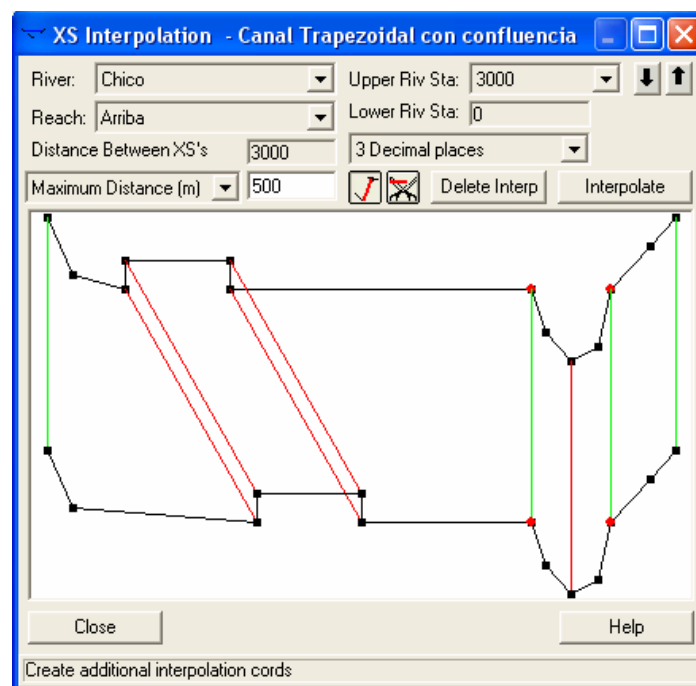 XS Interpolation - Canal Trapezoidal con confluencia
River: Chico Upper Riv Sta: 3000
Reach: Arriba Lower Riv Sta: 0
Distance Between XS's 3000 3 Decimal places
Maximum Distance (m) 500 Delete Interp Interpolate
Close Help
Create additional interpolation cords